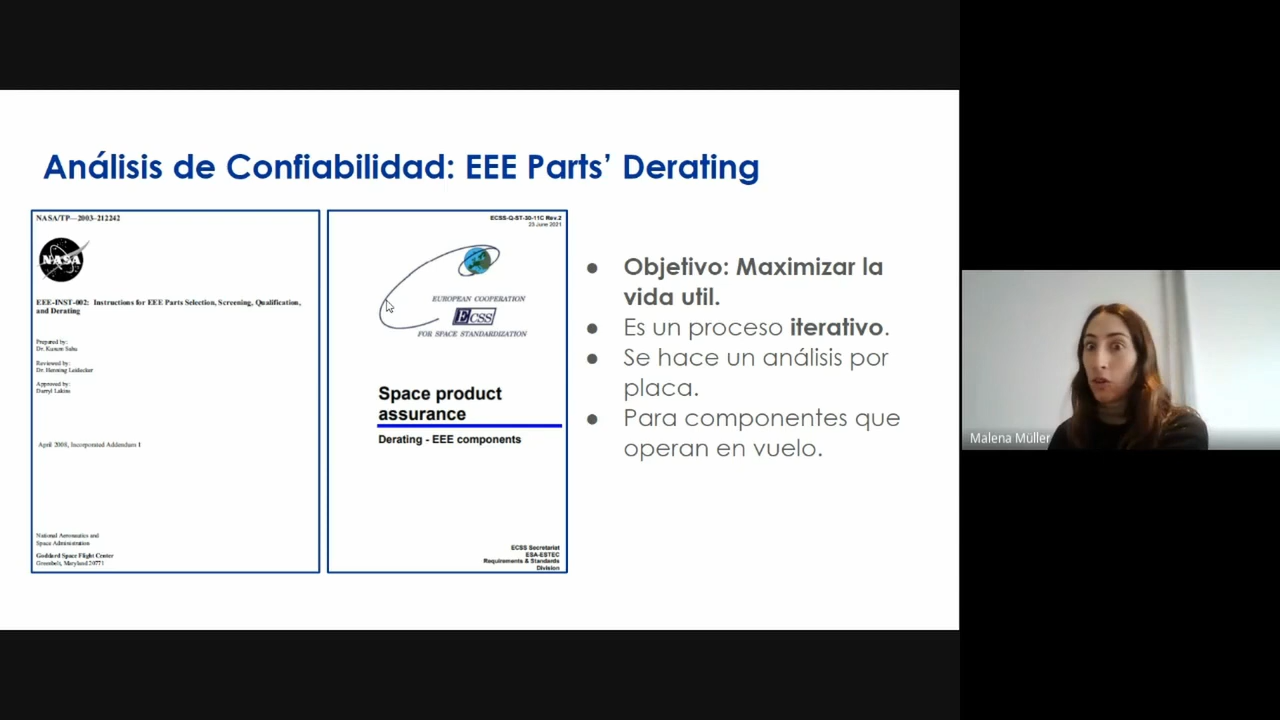 Análisis de Confiabilidad: EEE Parts’ Derating
NASA/TP—2003–212242
NASA
EEE-INST-002: Instructions for EEE Parts Selection, Screening, Qualification,
and Derating
Prepared by:
Dr. Kusum Sahu
Reviewed by:
Dr. Henning Leidecker
Approved by:
Darryl Lakins
April 2008, Incorporated Addendum 1
National Aeronautics and
Space Administration
Goddard Space Flight Center
Greenbelt, Maryland 20771
ECSS-Q-ST-30-11C Rev.2
23 June 2021
EUROPEAN COOPERATION
ECSS
FOR SPACE STANDARDIZATION
Space product
assurance
Derating - EEE components
ECSS Secretariat
ESA-ESTEC
Requirements & Standards
Division
● Objetivo: Maximizar la
vida util.
● Es un proceso iterativo.
● Se hace un análisis por
placa.
● Para componentes que
operan en vuelo.
Malena Müller